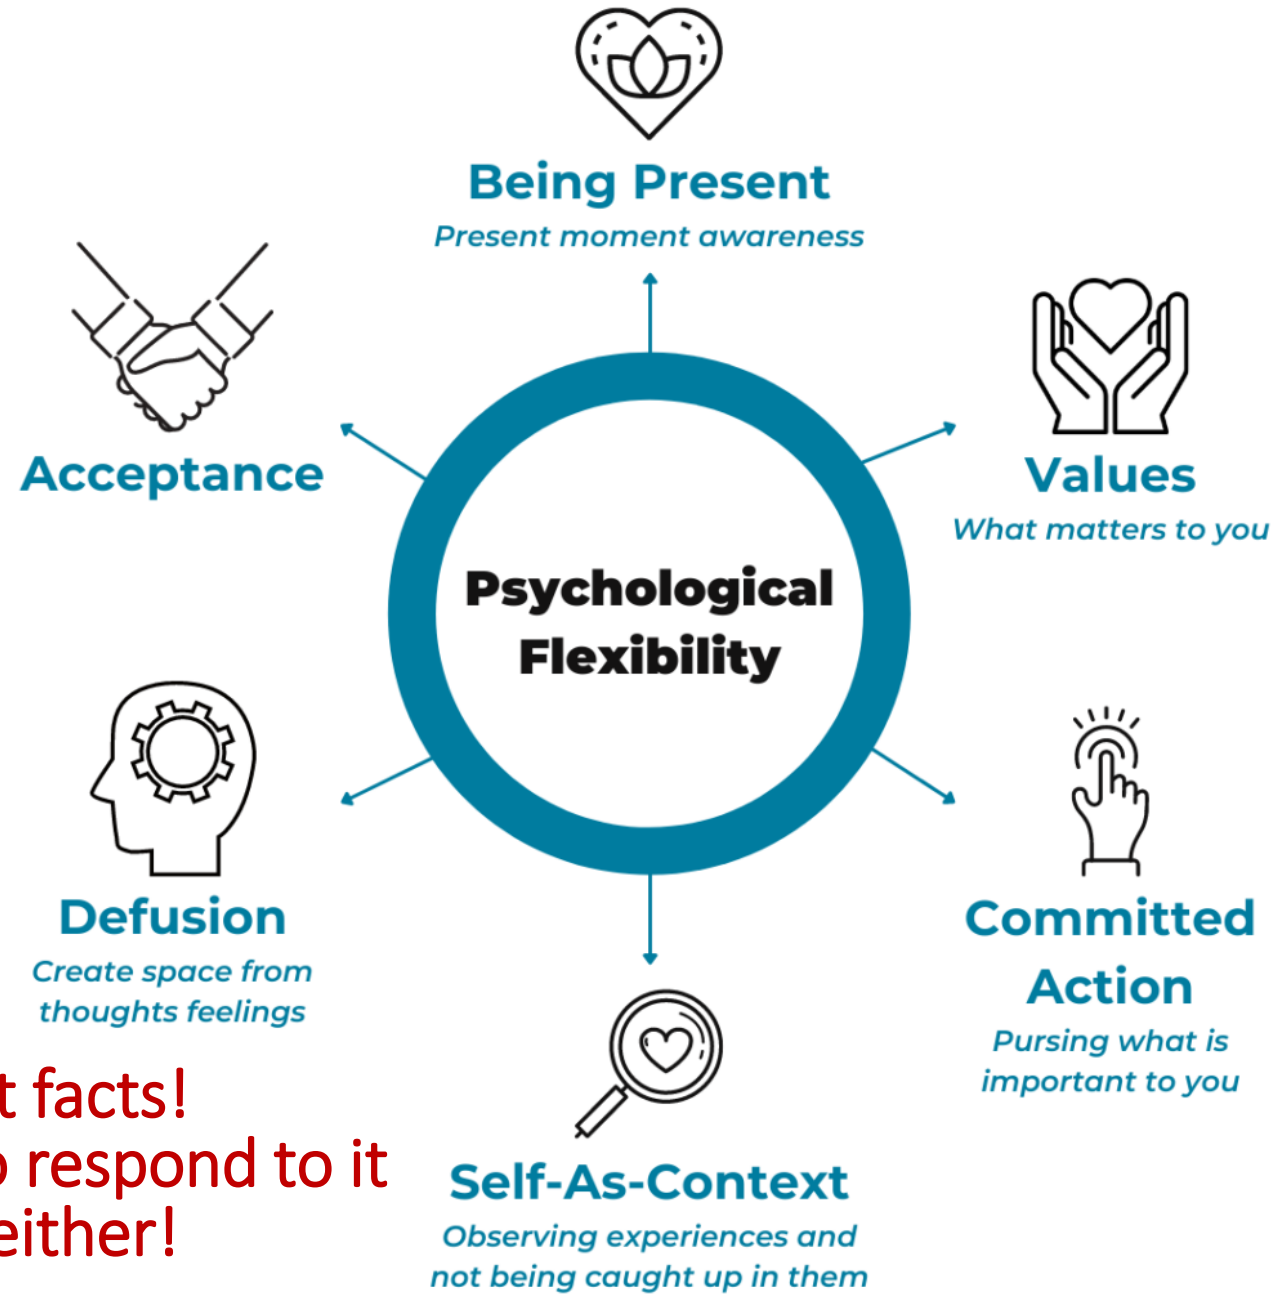 Being Present
Present moment awareness
Acceptance
Values
What matters to you
Psychological
Flexibility
Defusion
Create space from
thoughts feelings
Committed
Action
Pursing what is
important to you
facts!
respond to it
either!
Self-As-Context
Observing experiences and
not being caught up in them